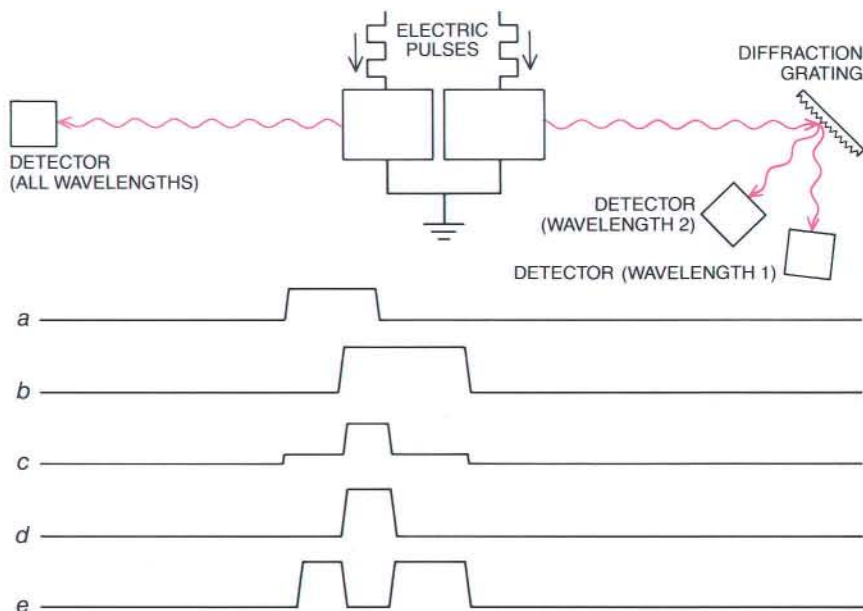 ELECTRIC
PULSES
DIFFRACTION
GRATING
DETECTOR
(ALL WAVELENGTHS)
DETECTOR
(WAVELENGTH 2)
DETECTOR (WAVELENGTH 1)
a
b
c
d
e